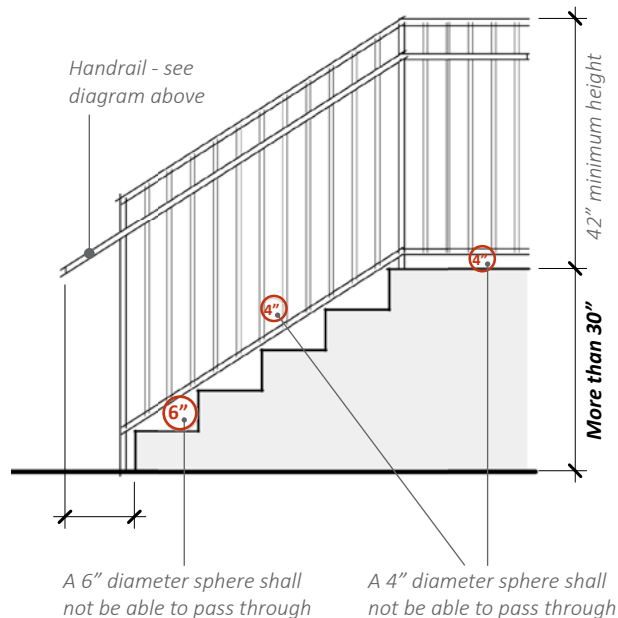 Handrail - see
diagram above
42” minimum height
4”
4”
More than 30”
6”
A 6” diameter sphere shall
not be able to pass through
A 4” diameter sphere shall
not be able to pass through